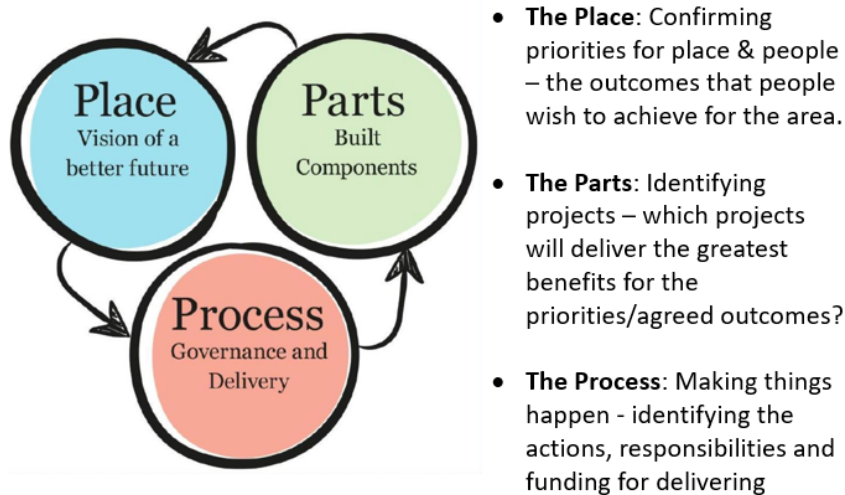 Place
Vision of a
better future
Parts
Built
Components
Process
Governance and
Delivery
• The Place: Confirming
priorities for place & people
– the outcomes that people
wish to achieve for the area.
• The Parts: Identifying
projects – which projects
will deliver the greatest
benefits for the
priorities/agreed outcomes?
• The Process: Making things
happen - identifying the
actions, responsibilities and
funding for delivering